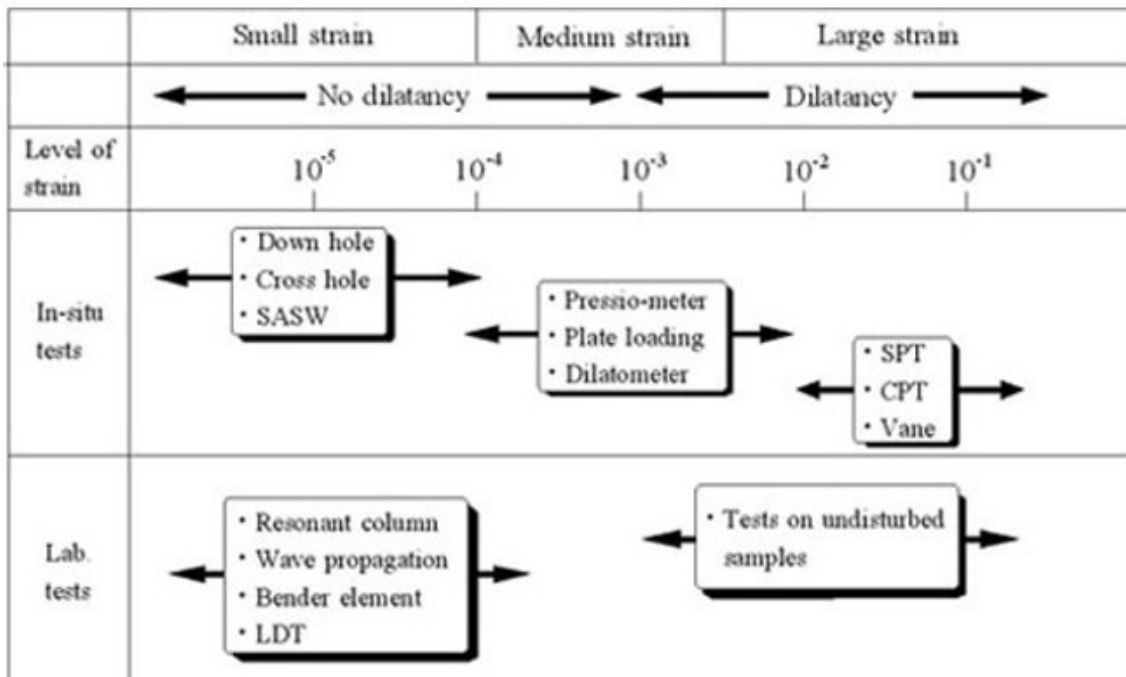 Small strain
Medium strain
Large strain
No dilatancy
Dilatancy
Level of
strain
10⁻⁵
10⁻⁴
10⁻³
10⁻²
10⁻¹
In-situ
tests
• Down hole
• Cross hole
• SASW
• Pressio-meter
• Plate loading
• Dilatometer
• SPT
• CPT
• Vane
Lab.
tests
• Resonant column
• Wave propagation
• Bender element
• LDT
• Tests on undisturbed
samples